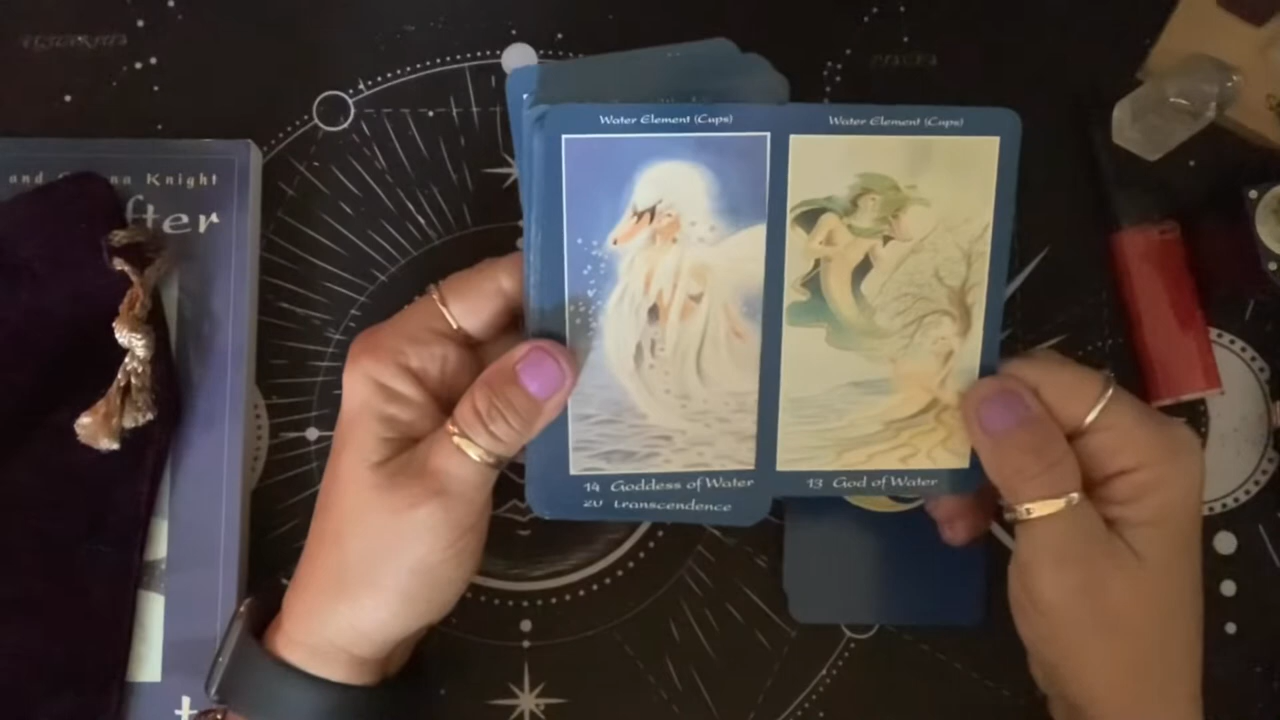 Water Element (Cups)
Water Element (Cups)
and Knight
fter
14 Goddess of Water
13 God of Water
20 Transcendence
t